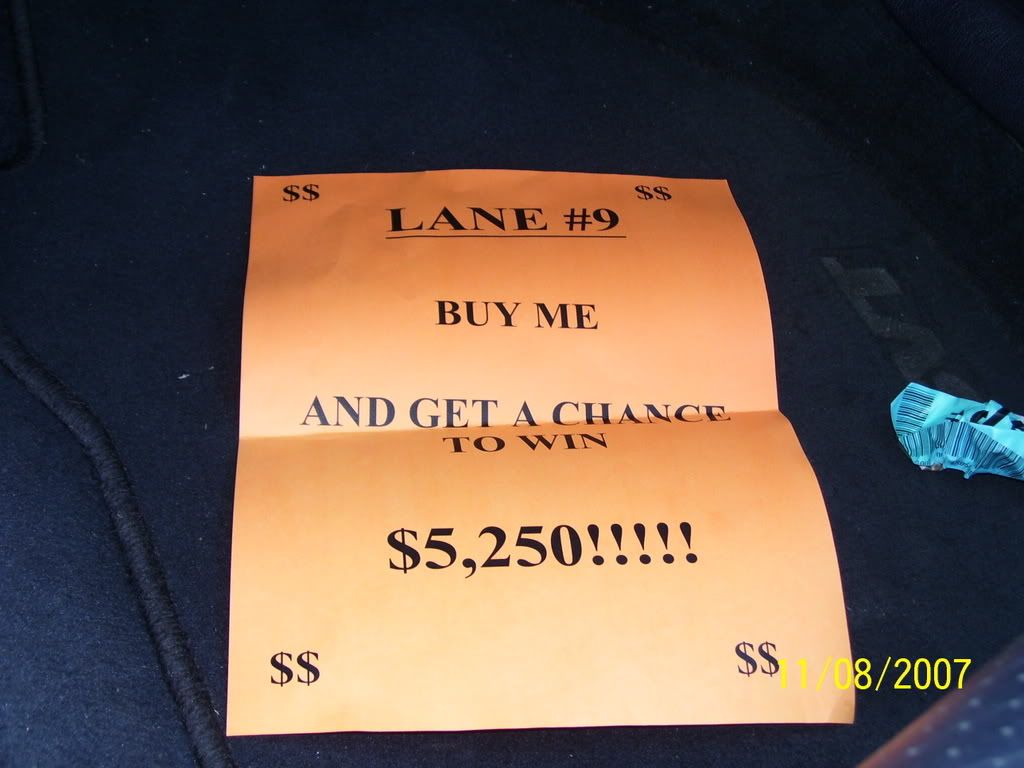 $$ $$
LANE #9
BUY ME
AND GET A CHANCE
TO WIN
$5,250!!!!!
$$ $$
11/08/2007